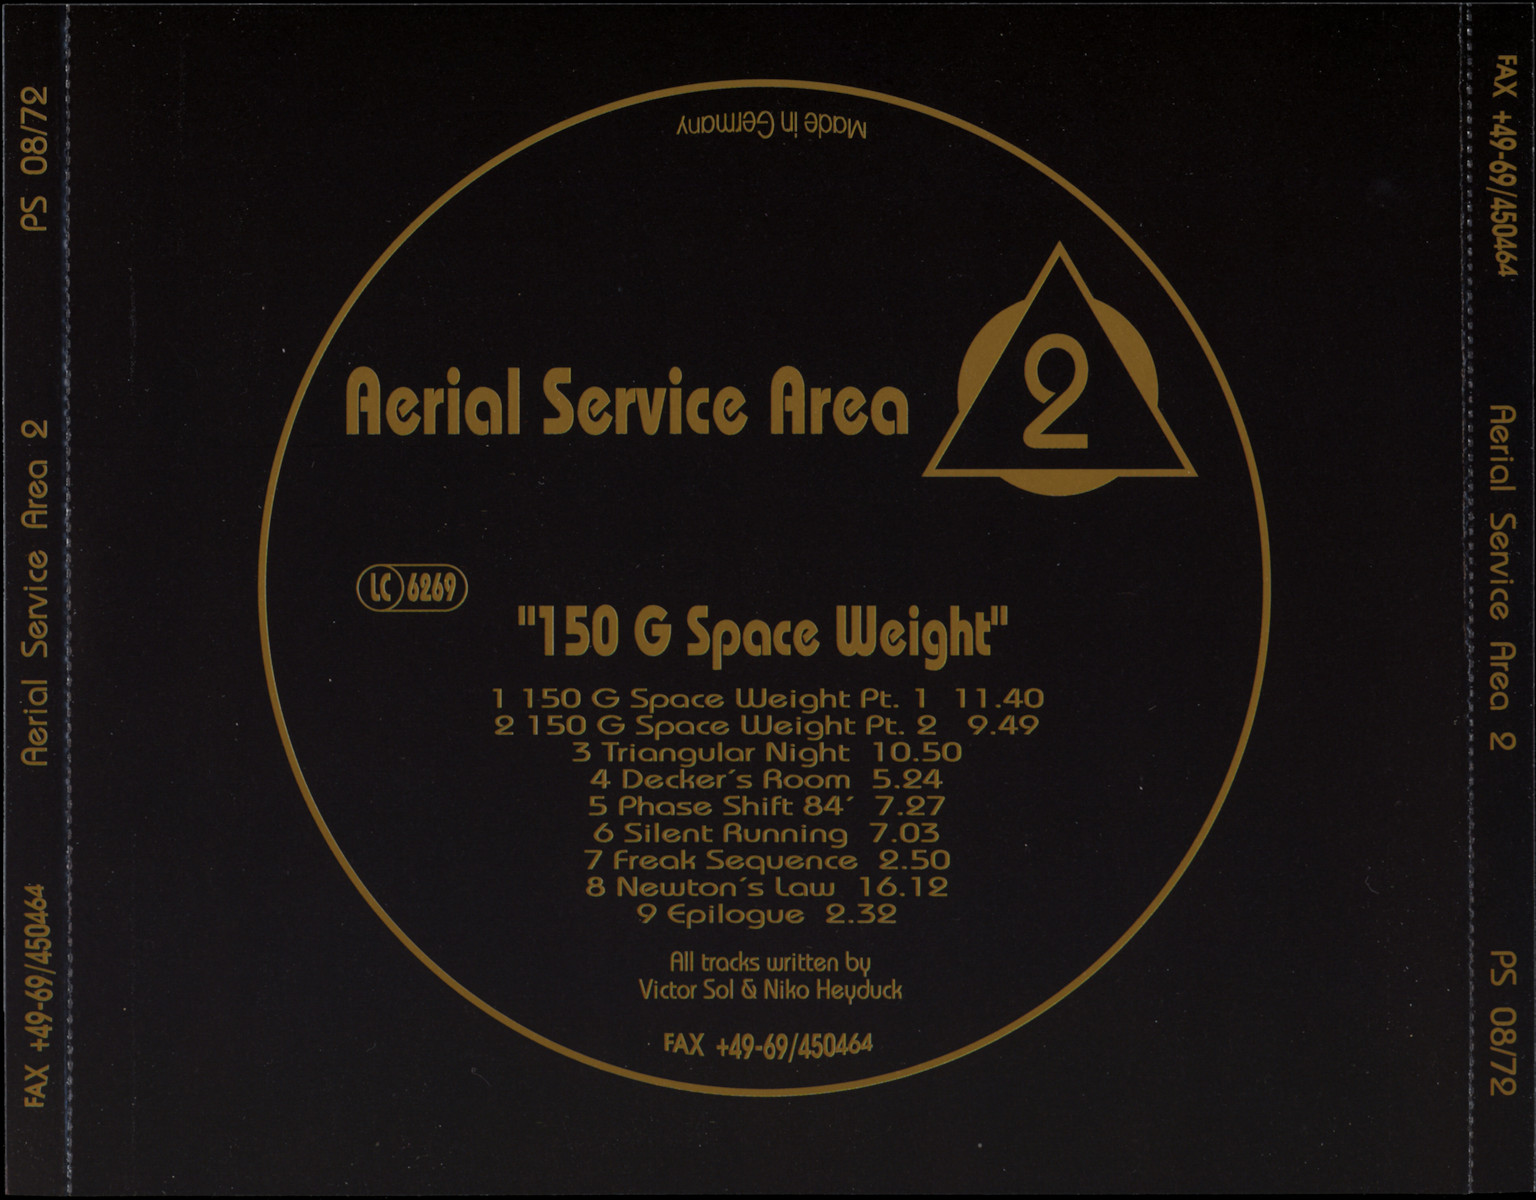 PS 08/72
Aerial Service Area 2
FAX +49-69/450464
Made in Germany
Aerial Service Area 2
LC 6269
"150 G Space Weight"
1 150 G Space Weight Pt. 1 11.40
2 150 G Space Weight Pt. 2 9.49
3 Triangular Night 10.50
4 Decker´s Room 5.24
5 Phase Shift 84´ 7.27
6 Silent Running 7.03
7 Freak Sequence 2.50
8 Newton´s Law 16.12
9 Epilogue 2.32
All tracks written by
Victor Sol & Niko Heyduck
FAX +49-69/450464
FAX +49-69/450464
Aerial Service Area 2
PS 08/72